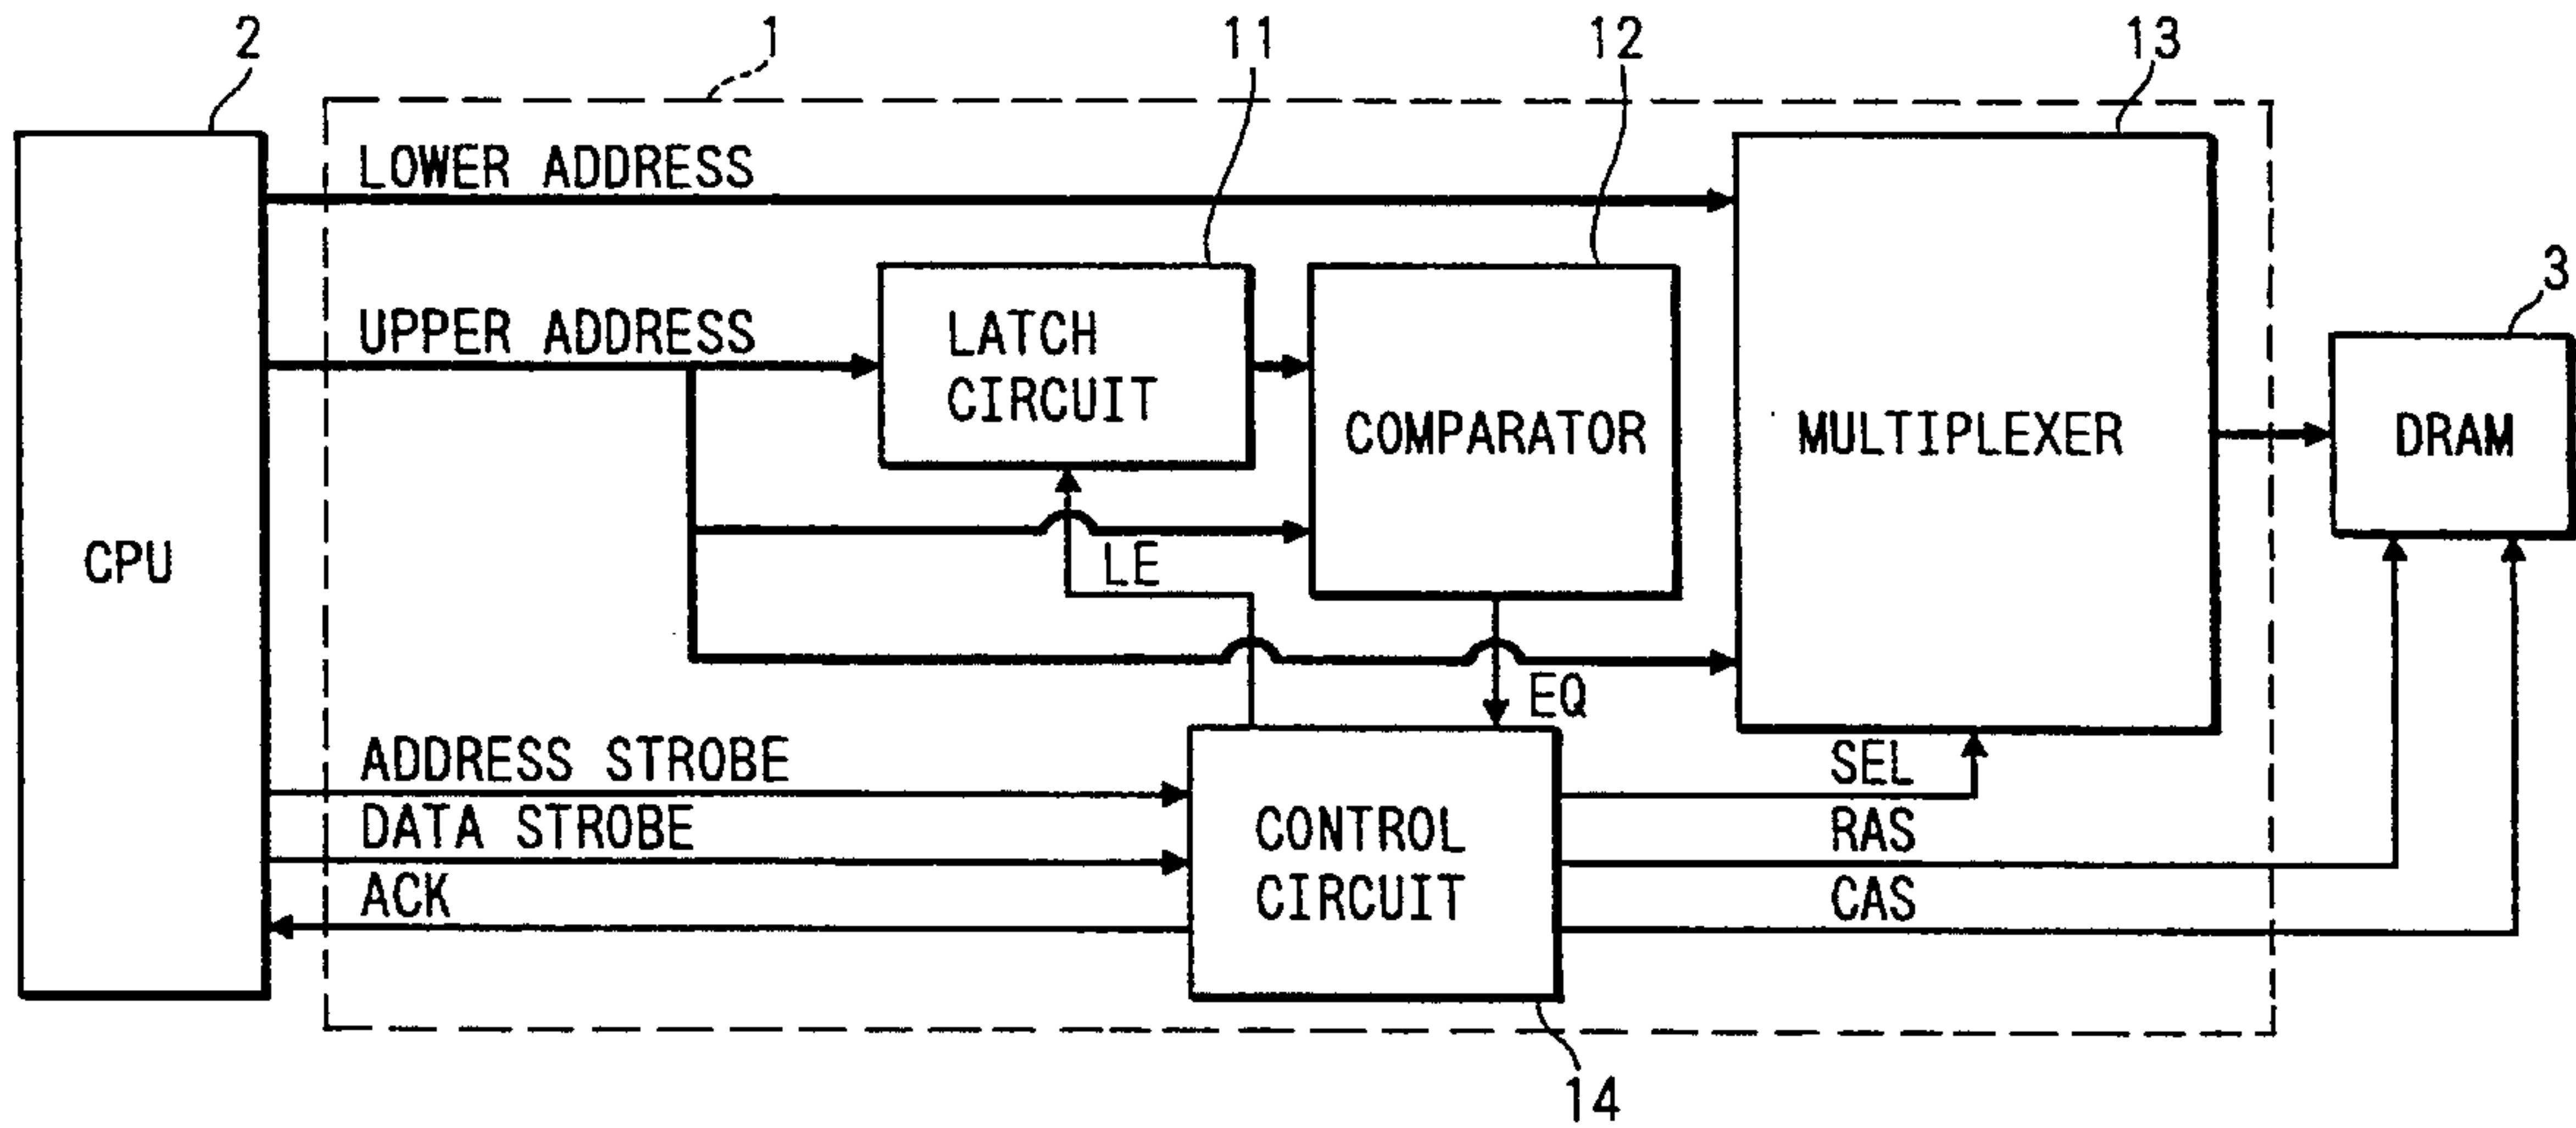 2
1
11
12
13
LOWER ADDRESS
3
UPPER ADDRESS
LATCH
CIRCUIT
COMPARATOR
MULTIPLEXER
DRAM
CPU
LE
EQ
ADDRESS STROBE
SEL
DATA STROBE
CONTROL
CIRCUIT
RAS
ACK
CAS
14